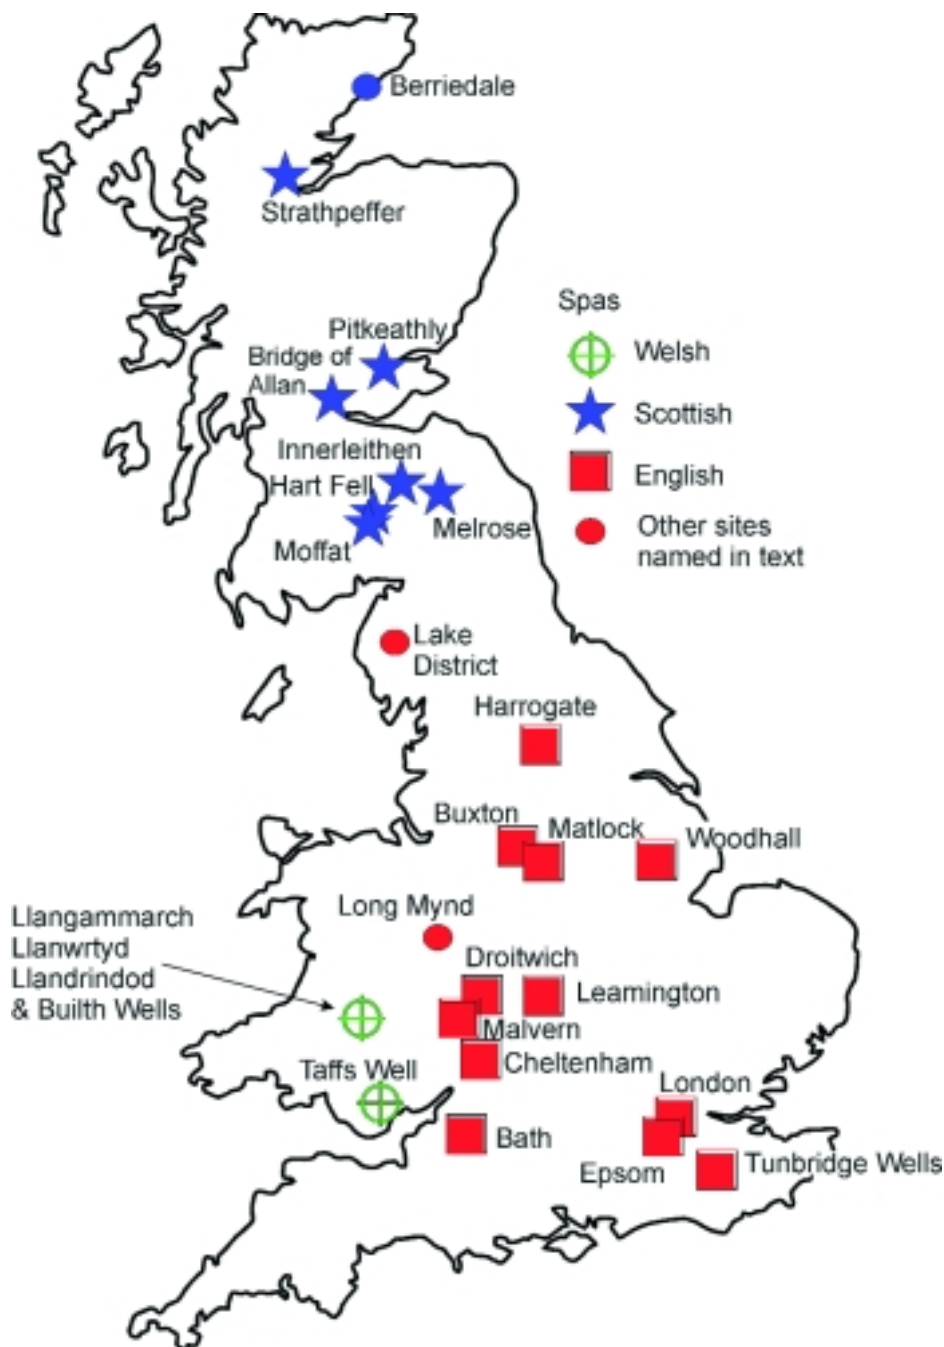 Berriedale
Strathpeffer
Spas
Pitkeathly
Welsh
Bridge of
Allan
Scottish
Innerleithen
Hart Fell
English
Melrose
Other sites
named in text
Moffat
Lake
District
Harrogate
Buxton
Matlock
Woodhall
Long Mynd
Llangammarch
Llanwrtyd
Llandrindod
& Builth Wells
Droitwich
Leamington
Malvern
Cheltenham
Taffs Well
London
Bath
Epsom
Tunbridge Wells